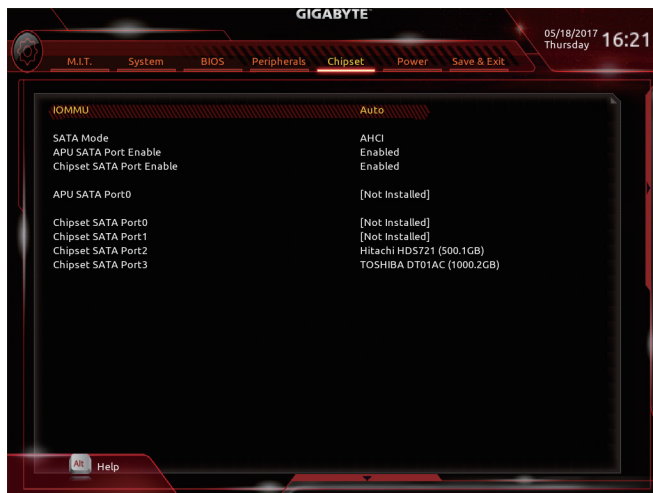 GIGABYTE
05/18/2017 Thursday 16:21
M.I.T. System BIOS Peripherals Chipset Power Save & Exit
IOMMU Auto
SATA Mode AHCI
APU SATA Port Enable Enabled
Chipset SATA Port Enable Enabled
APU SATA Port0 [Not Installed]
Chipset SATA Port0 [Not Installed]
Chipset SATA Port1 [Not Installed]
Chipset SATA Port2 Hitachi HDS721 (500.1GB)
Chipset SATA Port3 TOSHIBA DT01AC (1000.2GB)
Alt Help